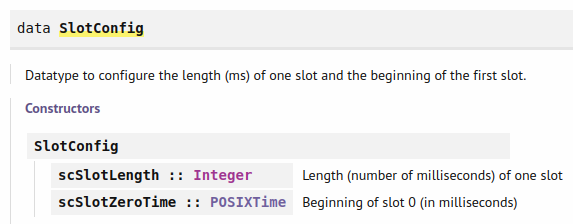 data SlotConfig
Datatype to configure the length (ms) of one slot and the beginning of the first slot.
Constructors
SlotConfig
scSlotLength :: Integer Length (number of milliseconds) of one slot
scSlotZeroTime :: POSIXTime Beginning of slot 0 (in milliseconds)